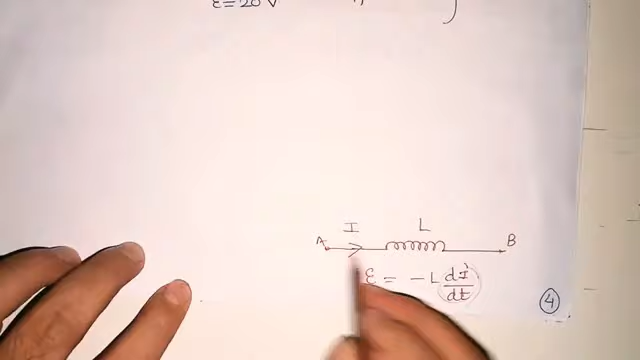 ε = 20 V
I L
A B
ε = - L dI/dt
4